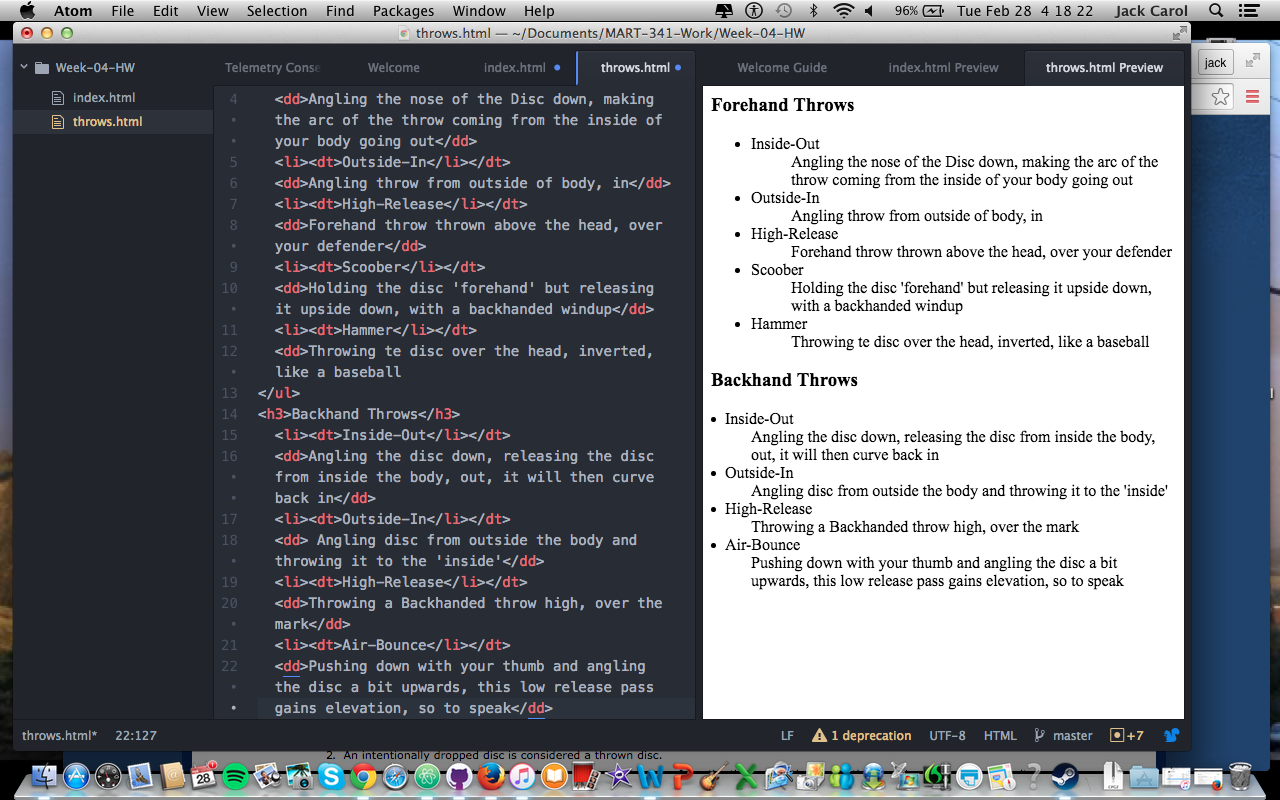 Atom File Edit View Selection Find Packages Window Help 96% Tue Feb 28 4 18 22 Jack Carol
throws.html — ~/Documents/MART-341-Work/Week-04-HW
jack
Week-04-HW
index.html
throws.html
Telemetry Conse Welcome index.html throws.html
Welcome Guide index.html Preview throws.html Preview
4 <dd>Angling the nose of the Disc down, making
the arc of the throw coming from the inside of
your body going out</dd>
5 <li><dt>Outside-In</li></dt>
6 <dd>Angling throw from outside of body, in</dd>
7 <li><dt>High-Release</li></dt>
8 <dd>Forehand throw thrown above the head, over
your defender</dd>
9 <li><dt>Scoober</li></dt>
10 <dd>Holding the disc 'forehand' but releasing
it upside down, with a backhanded windup</dd>
11 <li><dt>Hammer</li></dt>
12 <dd>Throwing te disc over the head, inverted,
like a baseball
13 </ul>
14 <h3>Backhand Throws</h3>
15 <li><dt>Inside-Out</li></dt>
16 <dd>Angling the disc down, releasing the disc
from inside the body, out, it will then curve
back in</dd>
17 <li><dt>Outside-In</li></dt>
18 <dd> Angling disc from outside the body and
throwing it to the 'inside'</dd>
19 <li><dt>High-Release</li></dt>
20 <dd>Throwing a Backhanded throw high, over the
mark</dd>
21 <li><dt>Air-Bounce</li></dt>
22 <dd>Pushing down with your thumb and angling
the disc a bit upwards, this low release pass
gains elevation, so to speak</dd>
Forehand Throws
Inside-Out
Angling the nose of the Disc down, making the arc of the
throw coming from the inside of your body going out
Outside-In
Angling throw from outside of body, in
High-Release
Forehand throw thrown above the head, over your defender
Scoober
Holding the disc 'forehand' but releasing it upside down,
with a backhanded windup
Hammer
Throwing te disc over the head, inverted, like a baseball
Backhand Throws
Inside-Out
Angling the disc down, releasing the disc from inside the body,
out, it will then curve back in
Outside-In
Angling disc from outside the body and throwing it to the 'inside'
High-Release
Throwing a Backhanded throw high, over the mark
Air-Bounce
Pushing down with your thumb and angling the disc a bit
upwards, this low release pass gains elevation, so to speak
throws.html* 22:127 LF 1 deprecation UTF-8 HTML master +7
2. An intentionally dropped disc is considered a thrown disc.
28